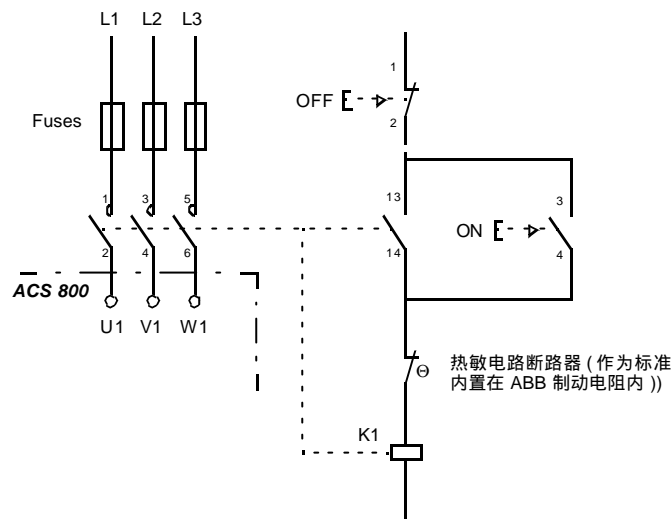 L1 L2 L3
1
OFF
2
Fuses
1 3 5
13
3
ON
2 4 6
14
4
ACS 800
U1 V1 W1
Θ
热敏电路断路器 ( 作为标准
内置在 ABB 制动电阻内 ))
K1